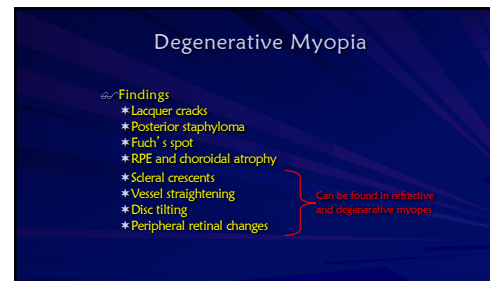 Degenerative Myopia
Findings
Lacquer cracks
Posterior staphyloma
Fuch's spot
RPE and choroidal atrophy
Scleral crescents
Vessel straightening
Disc tilting
Peripheral retinal changes
Can be found in refractive
and degenerative myopes